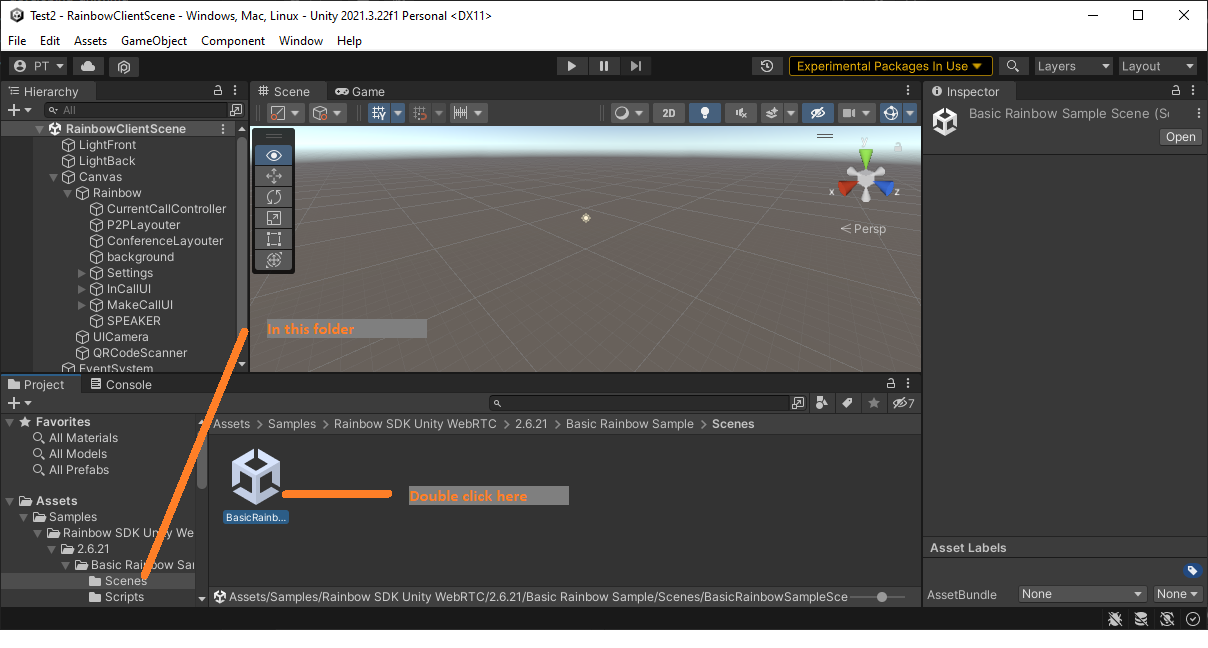 Test2 - RainbowClientScene - Windows, Mac, Linux - Unity 2021.3.22f1 Personal <DX11>
File Edit Assets GameObject Component Window Help
PT
Experimental Packages In Use
Layers
Layout
Hierarchy
All
RainbowClientScene
LightFront
LightBack
Canvas
Rainbow
CurrentCallController
P2PLayouter
ConferenceLayouter
background
Settings
InCallUI
MakeCallUI
SPEAKER
UICamera
QRCodeScanner
EventSystem
Scene
Game
2D
y
x
z
Persp
In this folder
Inspector
Basic Rainbow Sample Scene (Sc
Open
Project
Console
7
Favorites
All Materials
All Models
All Prefabs
Assets
Samples
Rainbow SDK Unity We
2.6.21
Basic Rainbow Sar
Scenes
Scripts
Assets > Samples > Rainbow SDK Unity WebRTC > 2.6.21 > Basic Rainbow Sample > Scenes
BasicRainb...
Double click here
Assets/Samples/Rainbow SDK Unity WebRTC/2.6.21/Basic Rainbow Sample/Scenes/BasicRainbowSampleSce
Asset Labels
AssetBundle
None
None